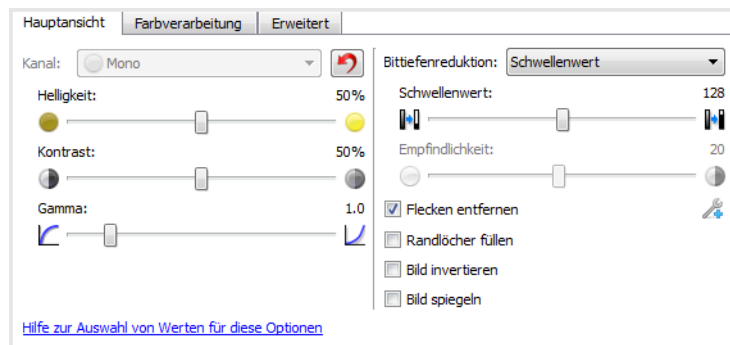 Hauptansicht
Farbverarbeitung
Erweitert
Kanal:
Mono
Helligkeit:
50%
Kontrast:
50%
Gamma:
1.0
Bittiefenreduktion:
Schwellenwert
Schwellenwert:
128
Empfindlichkeit:
20
Flecken entfernen
Randlöcher füllen
Bild invertieren
Bild spiegeln
Hilfe zur Auswahl von Werten für diese Optionen